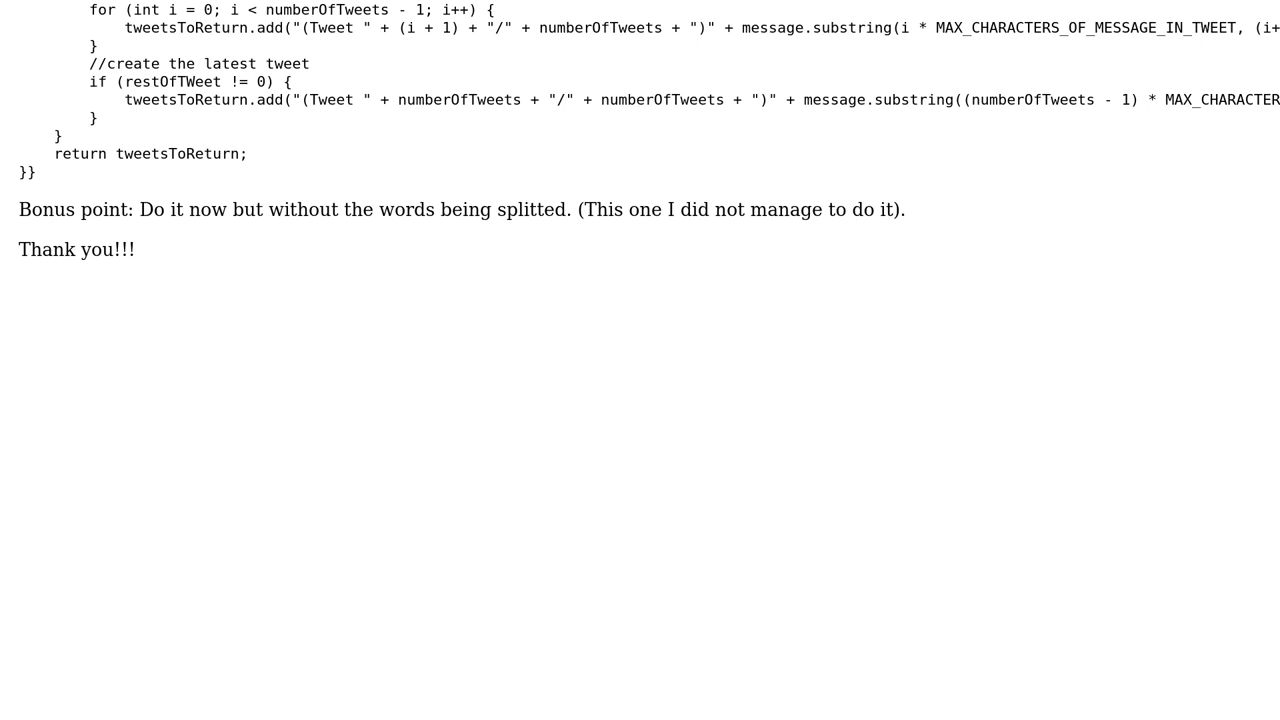 for (int i = 0; i < numberOfTweets - 1; i++) {
tweetsToReturn.add("(Tweet " + (i + 1) + "/" + numberOfTweets + ")" + message.substring(i * MAX_CHARACTERS_OF_MESSAGE_IN_TWEET, (i+
}
//create the latest tweet
if (restOfTWeet != 0) {
tweetsToReturn.add("(Tweet " + numberOfTweets + "/" + numberOfTweets + ")" + message.substring((numberOfTweets - 1) * MAX_CHARACTER
}
}
return tweetsToReturn;
}}
Bonus point: Do it now but without the words being splitted. (This one I did not manage to do it).
Thank you!!!